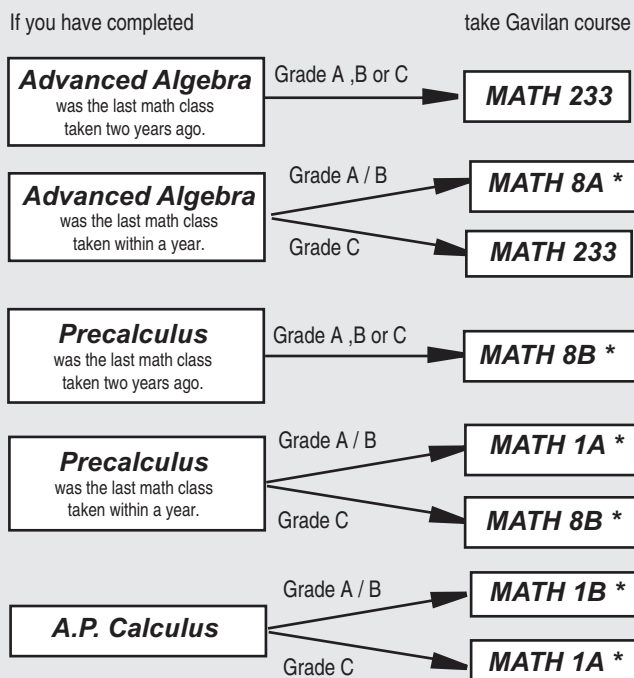 If you have completed
take Gavilan course
Advanced Algebra
was the last math class
taken two years ago.
Grade A ,B or C
MATH 233
Advanced Algebra
was the last math class
taken within a year.
Grade A / B
MATH 8A *
Grade C
MATH 233
Precalculus
was the last math class
taken two years ago.
Grade A ,B or C
MATH 8B *
Precalculus
was the last math class
taken within a year.
Grade A / B
MATH 1A *
Grade C
MATH 8B *
A.P. Calculus
Grade A / B
MATH 1B *
Grade C
MATH 1A *